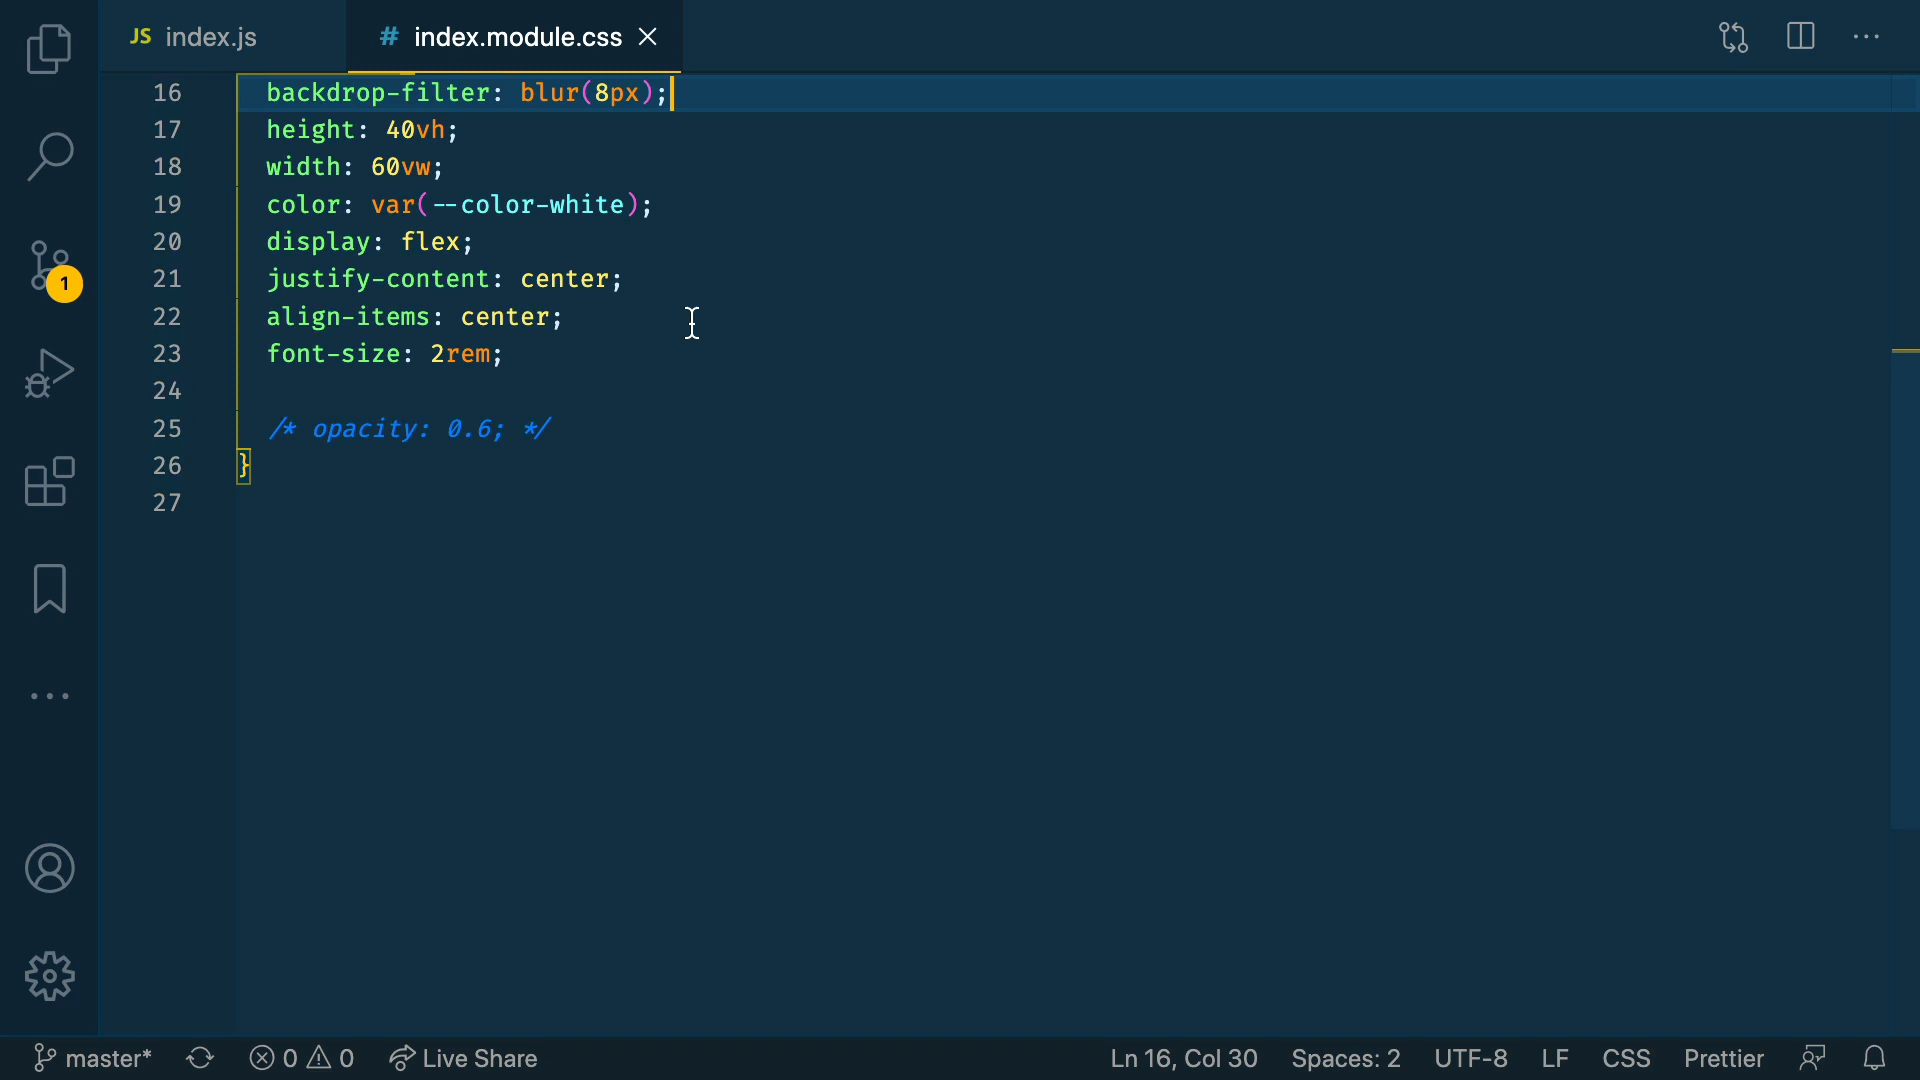 JS index.js
# index.module.css
16 backdrop-filter: blur(8px);
17 height: 40vh;
18 width: 60vw;
19 color: var(--color-white);
20 display: flex;
21 justify-content: center;
22 align-items: center;
23 font-size: 2rem;
24
25 /* opacity: 0.6; */
26 }
27
1
master* 0 0 Live Share Ln 16, Col 30 Spaces: 2 UTF-8 LF CSS Prettier